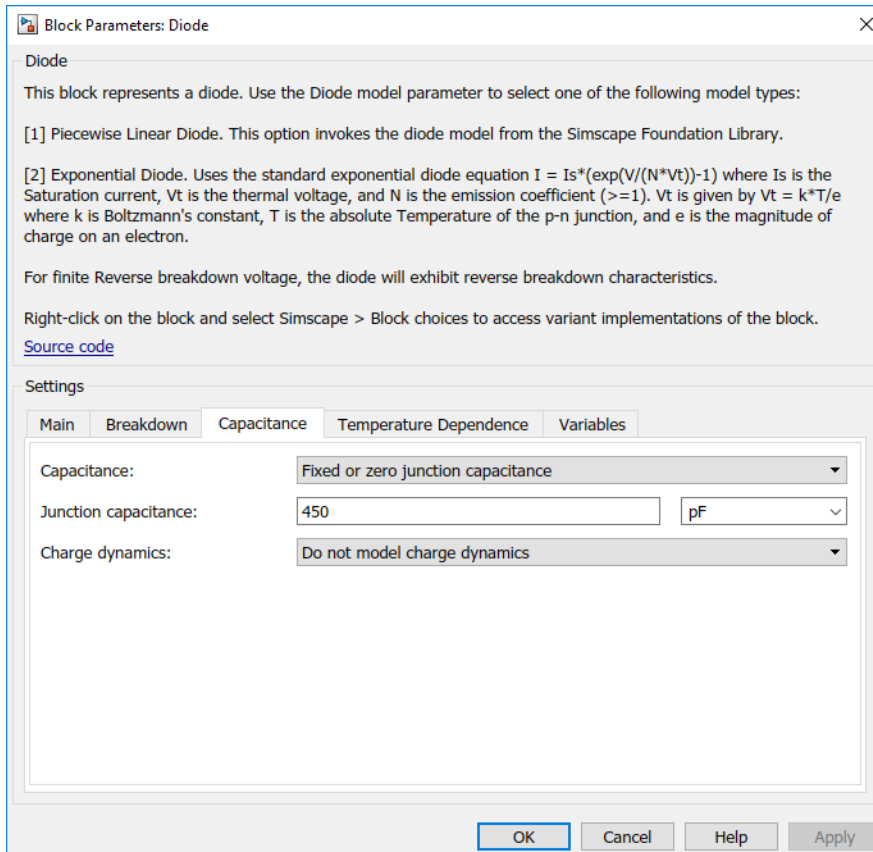 Block Parameters: Diode
Diode
This block represents a diode. Use the Diode model parameter to select one of the following model types:
[1] Piecewise Linear Diode. This option invokes the diode model from the Simscape Foundation Library.
[2] Exponential Diode. Uses the standard exponential diode equation I = Is*(exp(V/(N*Vt))-1) where Is is the
Saturation current, Vt is the thermal voltage, and N is the emission coefficient (>=1). Vt is given by Vt = k*T/e
where k is Boltzmann's constant, T is the absolute Temperature of the p-n junction, and e is the magnitude of
charge on an electron.
For finite Reverse breakdown voltage, the diode will exhibit reverse breakdown characteristics.
Right-click on the block and select Simscape > Block choices to access variant implementations of the block.
Source code
Settings
Main Breakdown Capacitance Temperature Dependence Variables
Capacitance: Fixed or zero junction capacitance
Junction capacitance: 450 pF
Charge dynamics: Do not model charge dynamics
OK Cancel Help Apply